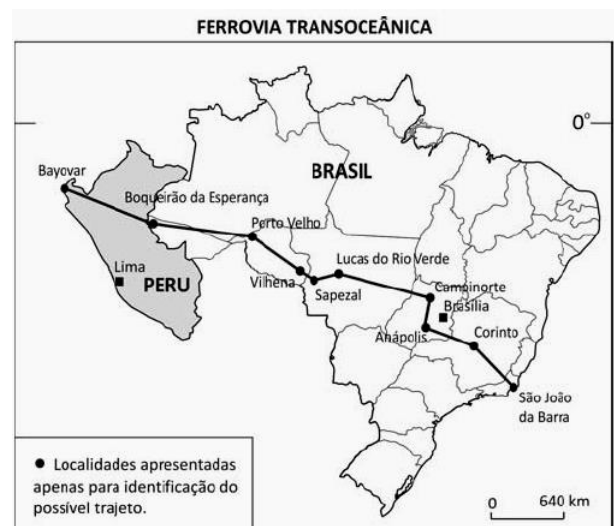 FERROVIA TRANSOCEÂNICA
0°
Bayovar
BRASIL
Boqueirão da Esperança
Porto Velho
Lima
PERU
Vilhena
Lucas do Rio Verde
Sapezal
Campinorte
Brasília
Anápolis
Corinto
São João
da Barra
● Localidades apresentadas
apenas para identificação do
possível trajeto.
0 640 km